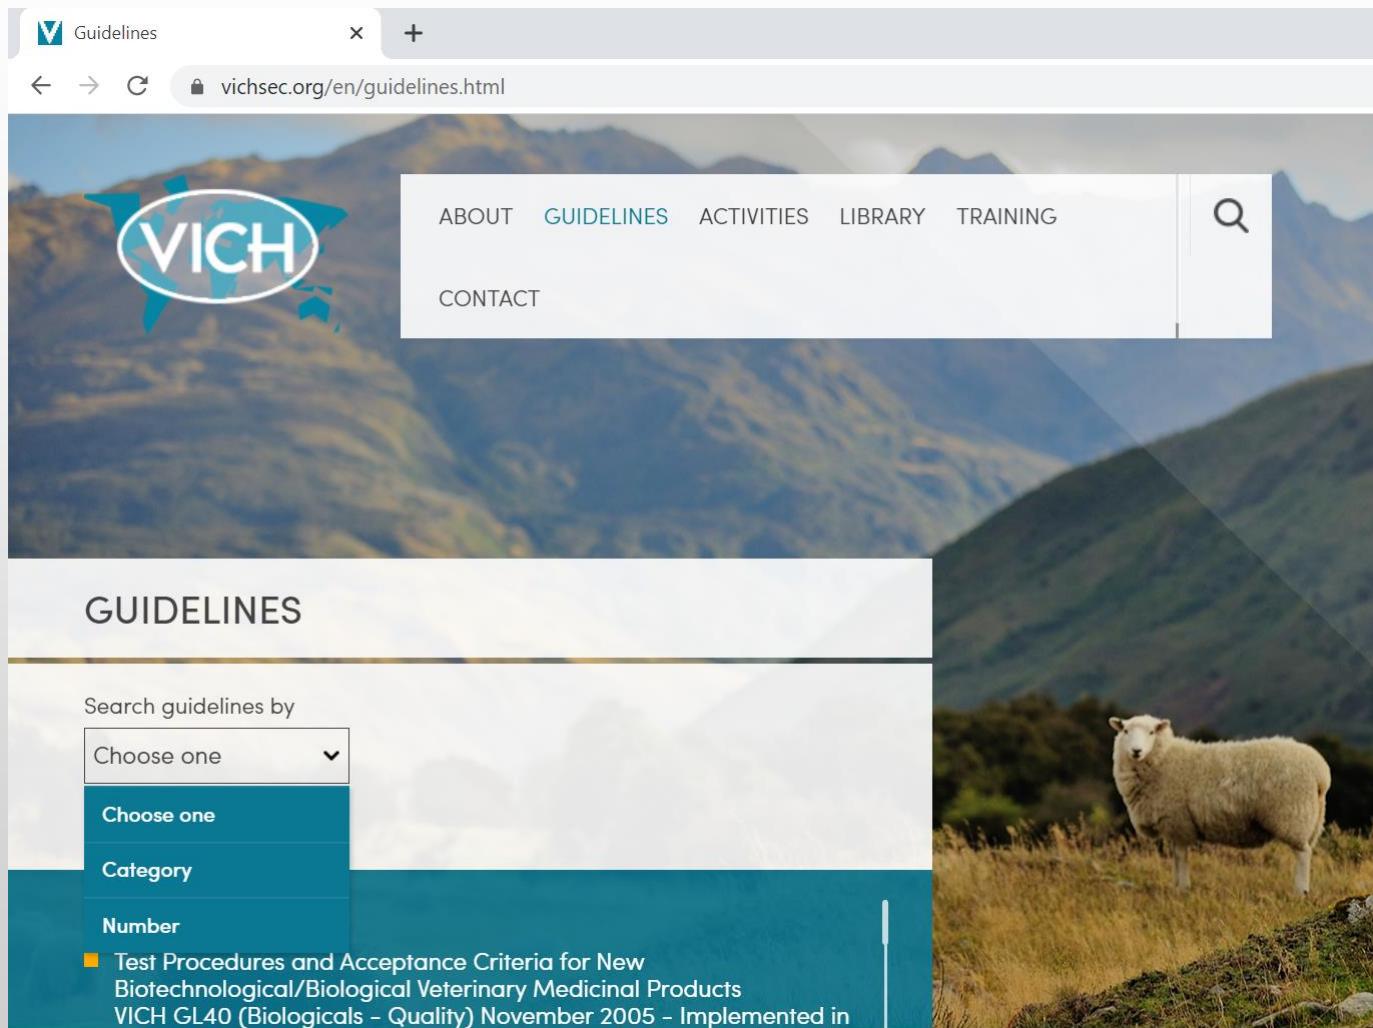 Guidelines
vichsec.org/en/guidelines.html
VICH
ABOUT GUIDELINES ACTIVITIES LIBRARY TRAINING
CONTACT
GUIDELINES
Search guidelines by
Choose one
Choose one
Category
Number
Test Procedures and Acceptance Criteria for New
Biotechnological/Biological Veterinary Medicinal Products
VICH GL40 (Biologicals - Quality) November 2005 - Implemented in